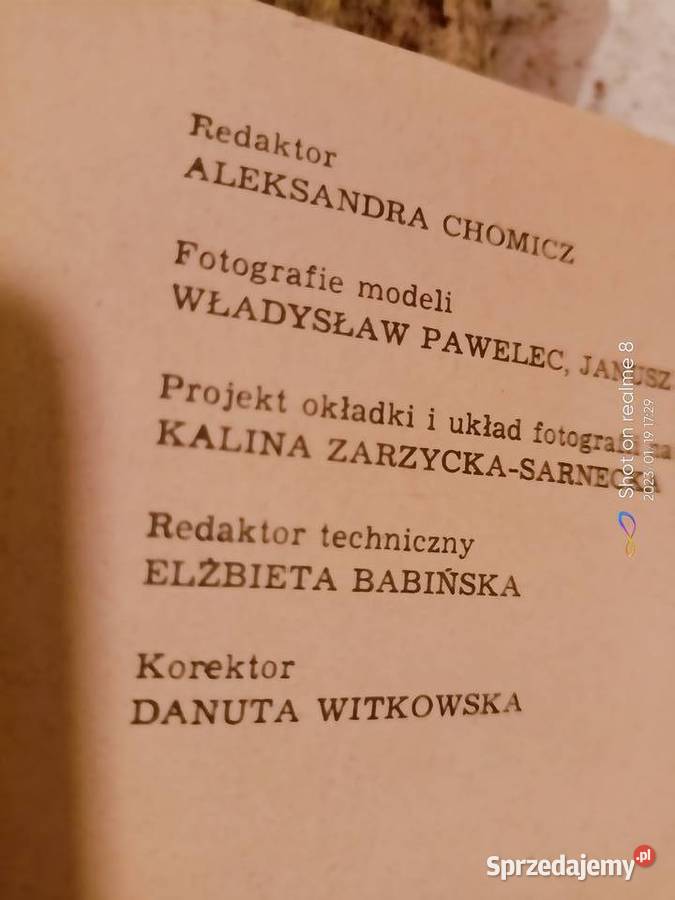 Redaktor
ALEKSANDRA CHOMICZ
Fotografie modeli
WŁADYSŁAW PAWELEC, JANUSZ
Projekt okładki i układ
KALINA ZARZYCKA-SARNECKA
Redaktor techniczny
ELŻBIETA BABIŃSKA
Korektor
DANUTA WITKOWSKA
Shot on realme 8
2023.01.19 17:29
Sprzedajemy.pl